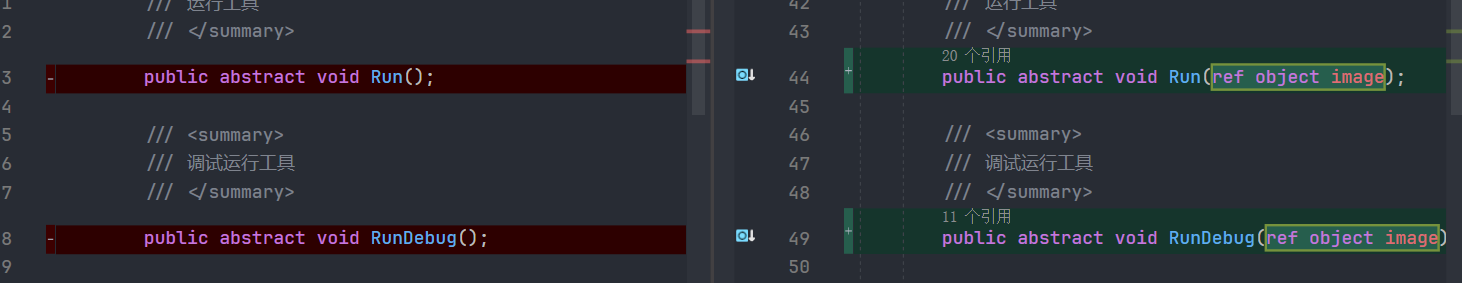 1 /// 运行工具
2 /// </summary>
3 - public abstract void Run();
4
5 /// <summary>
6 /// 调试运行工具
7 /// </summary>
8 - public abstract void RunDebug();
9
42 /// 运行工具
43 /// </summary>
20 个引用
44 + public abstract void Run(ref object image);
45
46 /// <summary>
47 /// 调试运行工具
48 /// </summary>
11 个引用
49 + public abstract void RunDebug(ref object image)
50